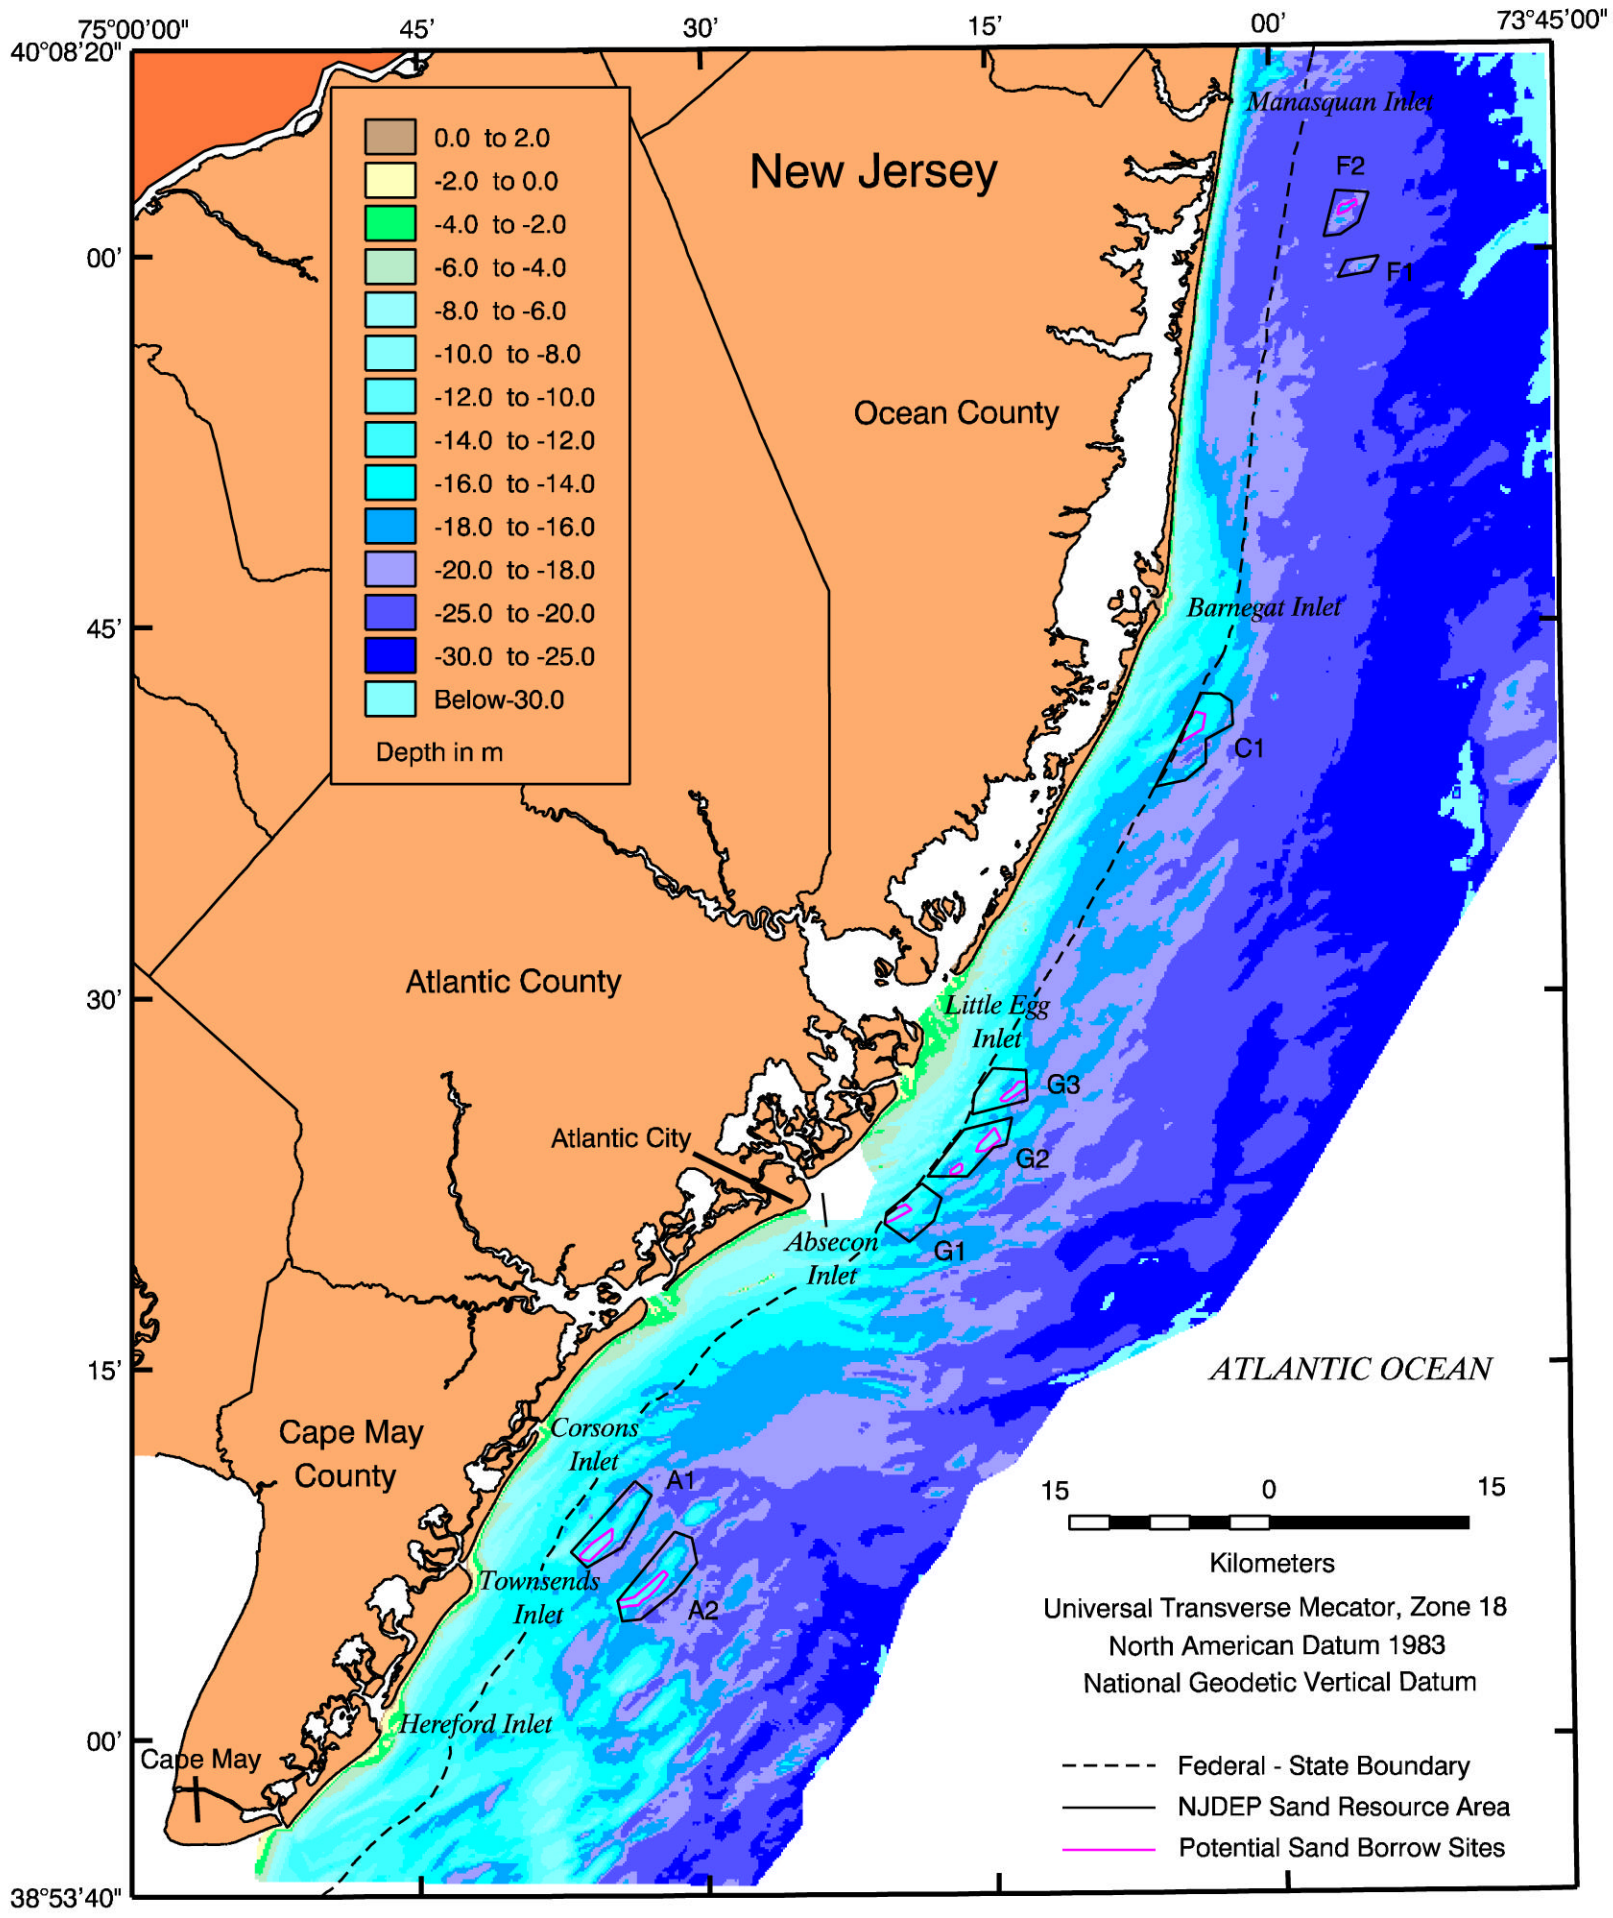 75°00'00"
45'
30'
15'
00'
73°45'00"
40°08'20"
00'
45'
30'
15'
00'
38°53'40"
0.0 to 2.0
-2.0 to 0.0
-4.0 to -2.0
-6.0 to -4.0
-8.0 to -6.0
-10.0 to -8.0
-12.0 to -10.0
-14.0 to -12.0
-16.0 to -14.0
-18.0 to -16.0
-20.0 to -18.0
-25.0 to -20.0
-30.0 to -25.0
Below-30.0
Depth in m
New Jersey
Manasquan Inlet
F2
F1
Ocean County
Barnegat Inlet
C1
Atlantic County
Little Egg
Inlet
G3
Atlantic City
G2
G1
Absecon
Inlet
ATLANTIC OCEAN
Cape May
County
Corsons
Inlet
A1
Townsends
Inlet
A2
Hereford Inlet
Cape May
15
0
15
Kilometers
Universal Transverse Mecator, Zone 18
North American Datum 1983
National Geodetic Vertical Datum
Federal - State Boundary
NJDEP Sand Resource Area
Potential Sand Borrow Sites